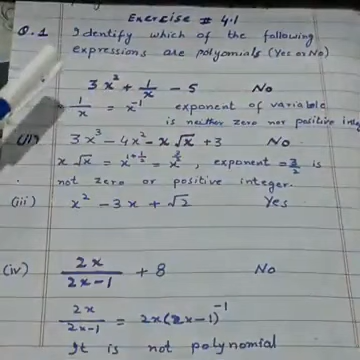 Exercise # 4.1
Q.1 Identify which of the following
expressions are polyomials (Yes or No)
3x² + 1/x - 5 No
1/x = x⁻¹ exponent of variable
is neither zero nor positive
(ii) 3x³ - 4x² - x√x + 3 No
x√x = x^(1+1/2) = x^(3/2), exponent = 3/2 is
not zero or positive integer.
(iii) x² - 3x + √2 Yes
(iv) 2x/(2x-1) + 8 No
2x/(2x-1) = 2x(2x-1)⁻¹
It is not polynomial